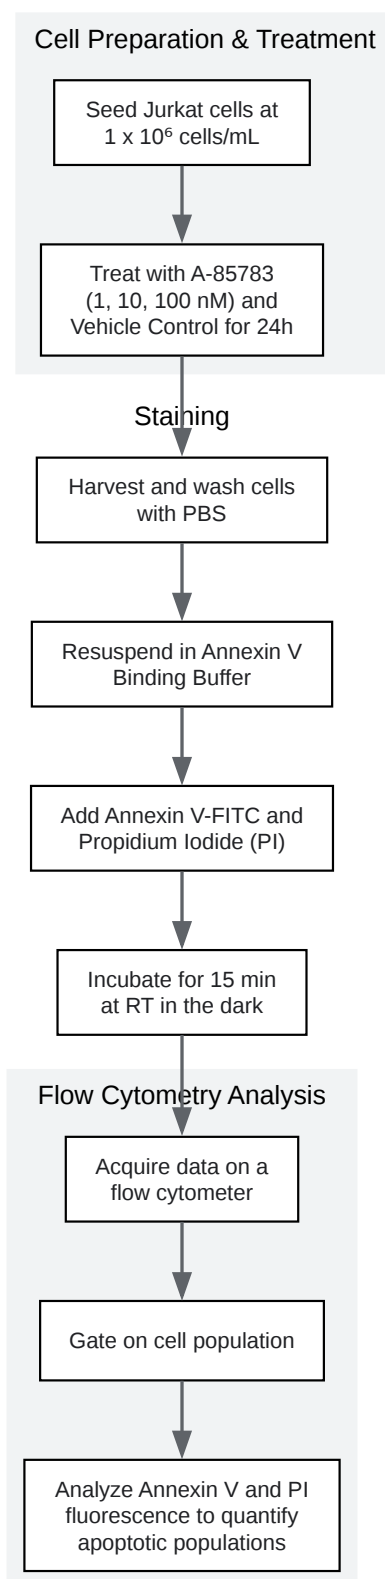 Cell Preparation & Treatment
Seed Jurkat cells at
1 x 10⁶ cells/mL
Treat with A-85783
(1, 10, 100 nM) and
Vehicle Control for 24h
Staining
Harvest and wash cells
with PBS
Resuspend in Annexin V
Binding Buffer
Add Annexin V-FITC and
Propidium Iodide (PI)
Incubate for 15 min
at RT in the dark
Flow Cytometry Analysis
Acquire data on a
flow cytometer
Gate on cell population
Analyze Annexin V and PI
fluorescence to quantify
apoptotic populations